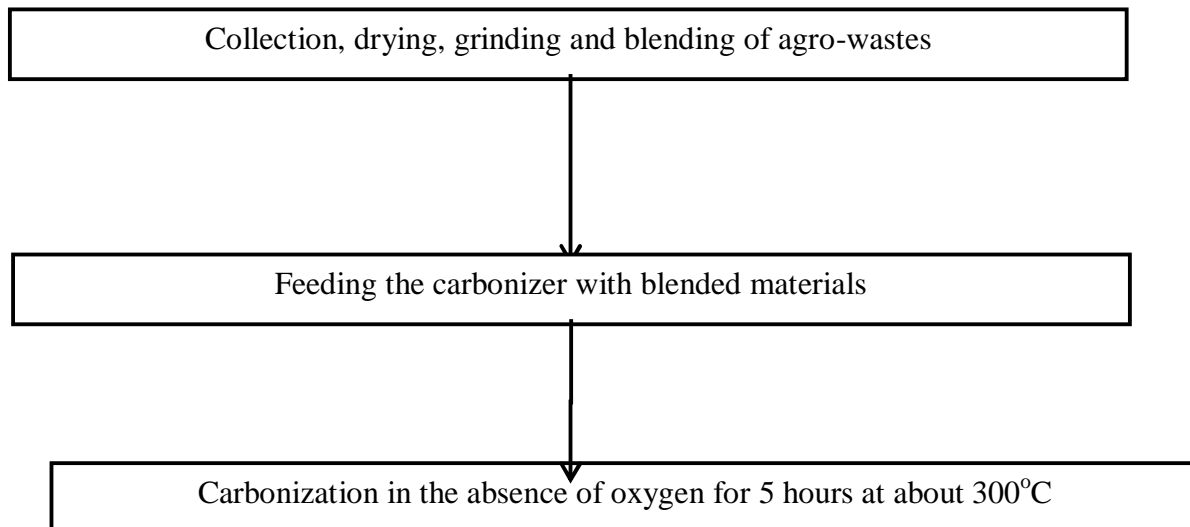 Collection, drying, grinding and blending of agro-wastes
Feeding the carbonizer with blended materials
Carbonization in the absence of oxygen for 5 hours at about 300°C